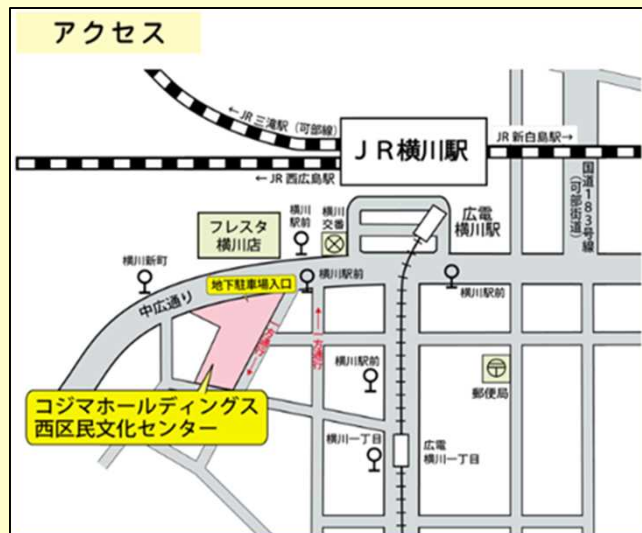 アクセス
←JR三滝駅（可部線）
JR横川駅
JR新白島駅→
←JR西広島駅
国道183号線
（可部街道）
フレスタ
横川店
横川
駅前
横川
交番
広電
横川駅
横川新町
地下駐車場入口
横川駅前
横川駅前
中広通り
一方通行→
←一方通行
横川駅前
郵便局
コジマホールディングス
西区民文化センター
横川一丁目
広電
横川一丁目